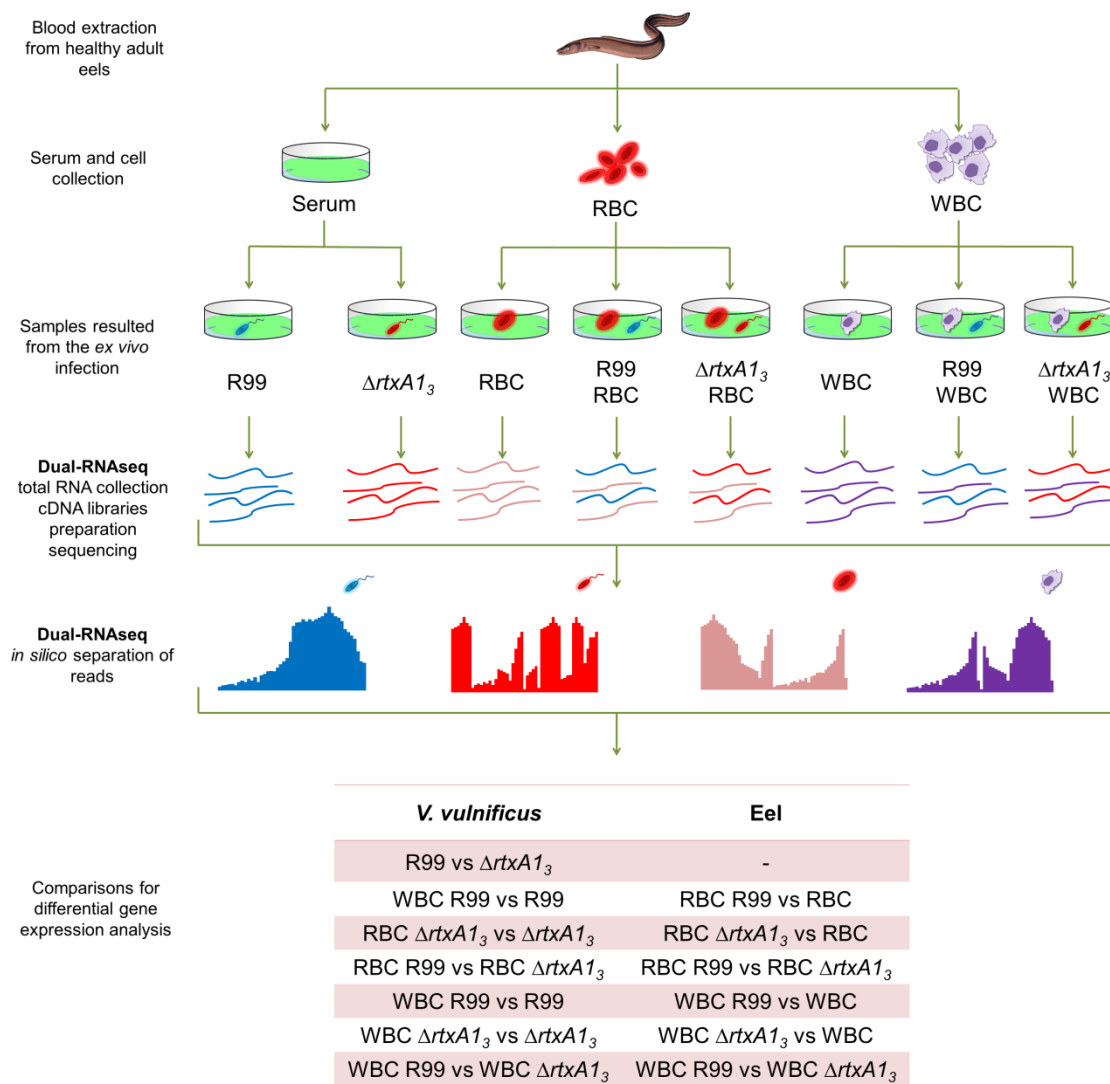 Blood extraction
from healthy adult
eels
Serum and cell
collection
Serum
RBC
WBC
Samples resulted
from the ex vivo
infection
R99
ΔrtxA1₃
RBC
R99
RBC
ΔrtxA1₃
RBC
WBC
R99
WBC
ΔrtxA1₃
WBC
Dual-RNAseq
total RNA collection
cDNA libraries
preparation
sequencing
Dual-RNAseq
in silico separation of
reads
Comparisons for
differential gene
expression analysis
V. vulnificus Eel
R99 vs ΔrtxA1₃ -
WBC R99 vs R99 RBC R99 vs RBC
RBC ΔrtxA1₃ vs ΔrtxA1₃ RBC ΔrtxA1₃ vs RBC
RBC R99 vs RBC ΔrtxA1₃ RBC R99 vs RBC ΔrtxA1₃
WBC R99 vs R99 WBC R99 vs WBC
WBC ΔrtxA1₃ vs ΔrtxA1₃ WBC ΔrtxA1₃ vs WBC
WBC R99 vs WBC ΔrtxA1₃ WBC R99 vs WBC ΔrtxA1₃